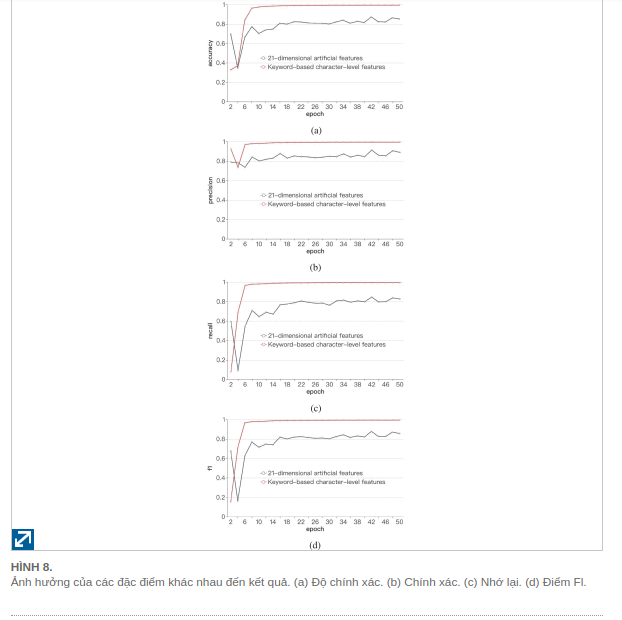 1
0.8
0.6
0.4
0.2
0
accuracy
21-dimensional artificial features
Keyword-based character-level features
2 6 10 14 18 22 26 30 34 38 42 46 50
epoch
(a)
1
0.8
0.6
0.4
0.2
0
precision
21-dimensional artificial features
Keyword-based character-level features
2 6 10 14 18 22 26 30 34 38 42 46 50
epoch
(b)
1
0.8
0.6
0.4
0.2
0
recall
21-dimensional artificial features
Keyword-based character-level features
2 6 10 14 18 22 26 30 34 38 42 46 50
epoch
(c)
1
0.8
0.6
0.4
0.2
0
f1
21-dimensional artificial features
Keyword-based character-level features
2 6 10 14 18 22 26 30 34 38 42 46 50
epoch
(d)
HÌNH 8.
Ảnh hưởng của các đặc điểm khác nhau đến kết quả. (a) Độ chính xác. (b) Chính xác. (c) Nhớ lại. (d) Điểm Fl.